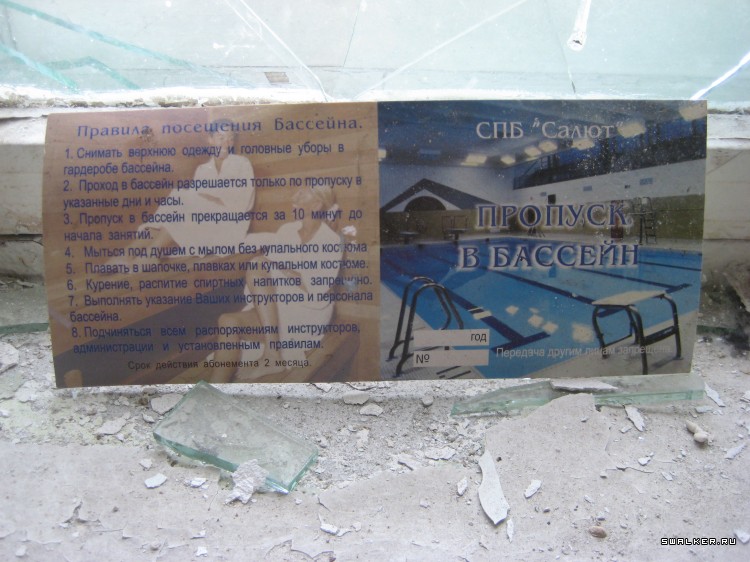 Правила посещения Бассейна.
1. Снимать верхнюю одежду и головные уборы в
гардеробе бассейна.
2. Проход в бассейн разрешается только по пропуску в
указанные дни и часы.
3. Пропуск в бассейн прекращается за 10 минут до
начала занятий.
4. Мыться под душем с мылом без купального костюма
5. Плавать в шапочке, плавках или купальном костюме.
6. Курение, распитие спиртных напитков запрещено.
7. Выполнять указание Ваших инструкторов и персонала
бассейна.
8. Подчиняться всем распоряжениям инструкторов,
администрации и установленным правилам.
Срок действия абонемента 2 месяца.
СПБ "Салют"
ПРОПУСК
В БАССЕЙН
год
№
Передача другим лицам запрещена
SWALKER.RU